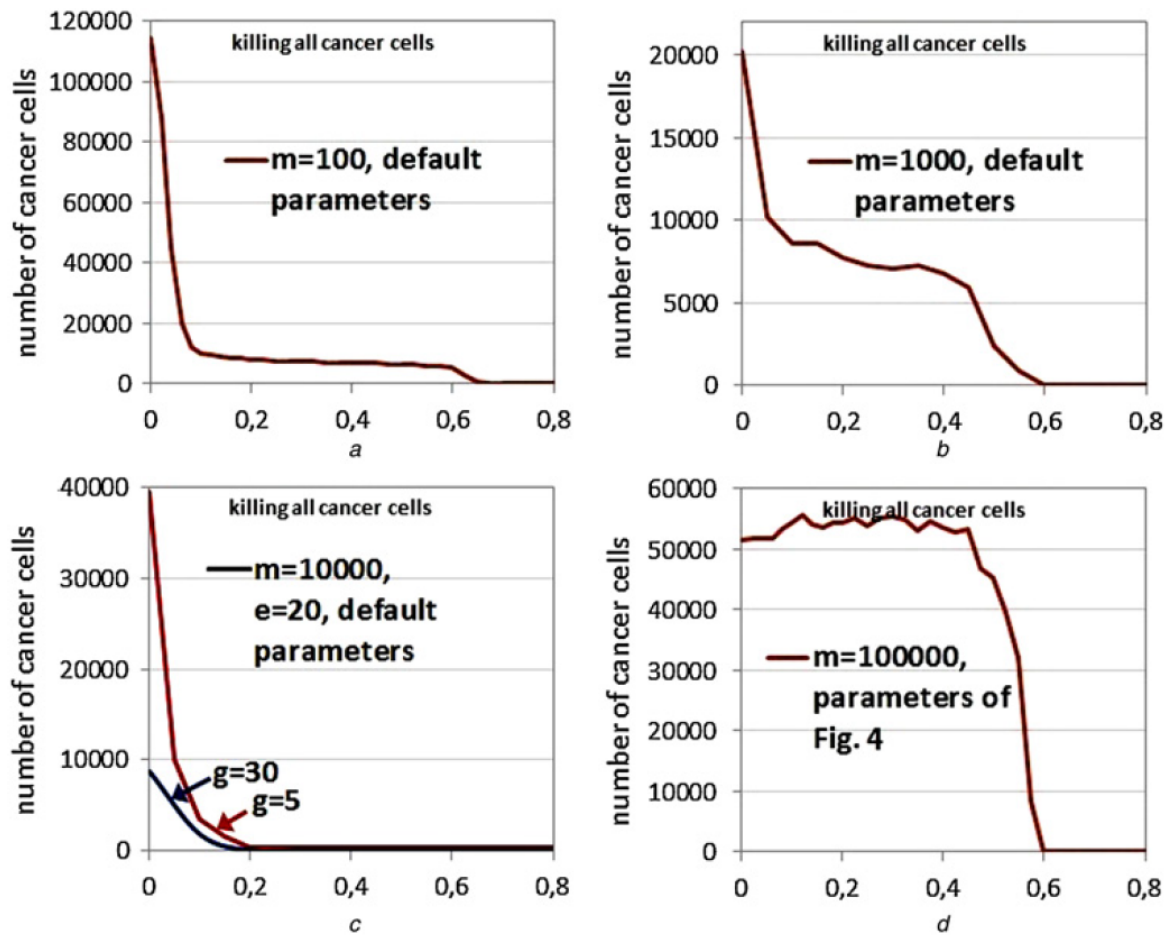 killing all cancer cells
number of cancer cells
120000
100000
80000
60000
40000
20000
0
m=100, default
parameters
0 0,2 0,4 0,6 0,8
a
killing all cancer cells
number of cancer cells
20000
15000
10000
5000
0
m=1000, default
parameters
0 0,2 0,4 0,6 0,8
b
killing all cancer cells
number of cancer cells
40000
30000
20000
10000
0
m=10000,
e=20, default
parameters
g=30
g=5
0 0,2 0,4 0,6 0,8
c
killing all cancer cells
number of cancer cells
60000
50000
40000
30000
20000
10000
0
m=100000,
parameters of
Fig. 4
0 0,2 0,4 0,6 0,8
d